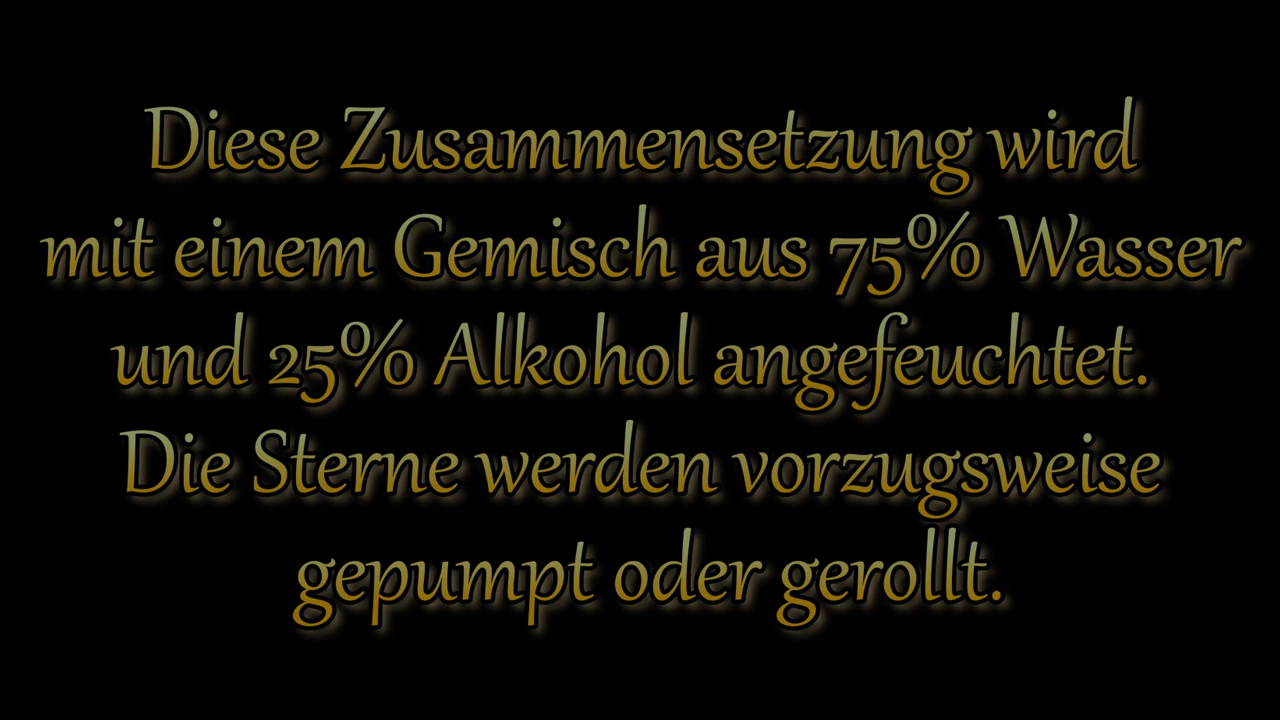 Diese Zusammensetzung wird
mit einem Gemisch aus 75% Wasser
und 25% Alkohol angefeuchtet.
Die Sterne werden vorzugsweise
gepumpt oder gerollt.